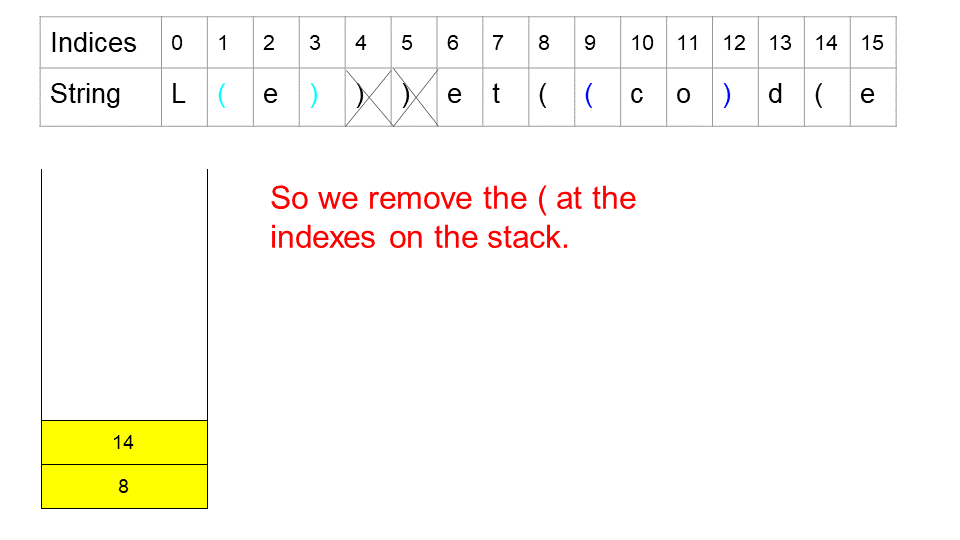 Indices 0 1 2 3 4 5 6 7 8 9 10 11 12 13 14 15
String L ( e ) ) ) e t ( ( c o ) d ( e
So we remove the ( at the
indexes on the stack.
14
8